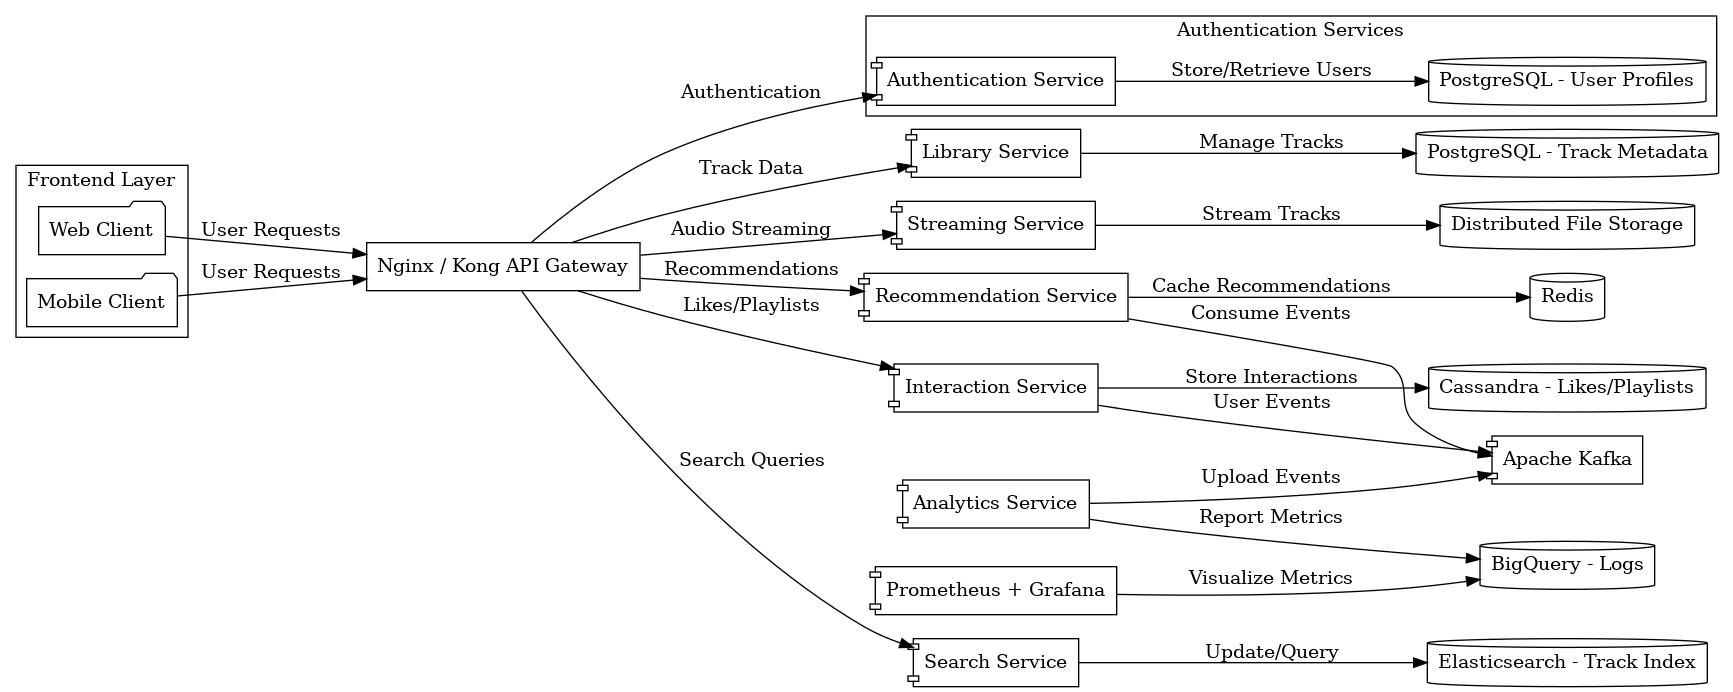 Authentication Services
Authentication Service
Store/Retrieve Users
PostgreSQL - User Profiles
Authentication
Library Service
Manage Tracks
PostgreSQL - Track Metadata
Track Data
Frontend Layer
Web Client
User Requests
Mobile Client
User Requests
Nginx / Kong API Gateway
Audio Streaming
Streaming Service
Stream Tracks
Distributed File Storage
Recommendations
Recommendation Service
Cache Recommendations
Redis
Consume Events
Likes/Playlists
Interaction Service
Store Interactions
Cassandra - Likes/Playlists
User Events
Apache Kafka
Search Queries
Analytics Service
Upload Events
Report Metrics
BigQuery - Logs
Prometheus + Grafana
Visualize Metrics
Search Service
Update/Query
Elasticsearch - Track Index